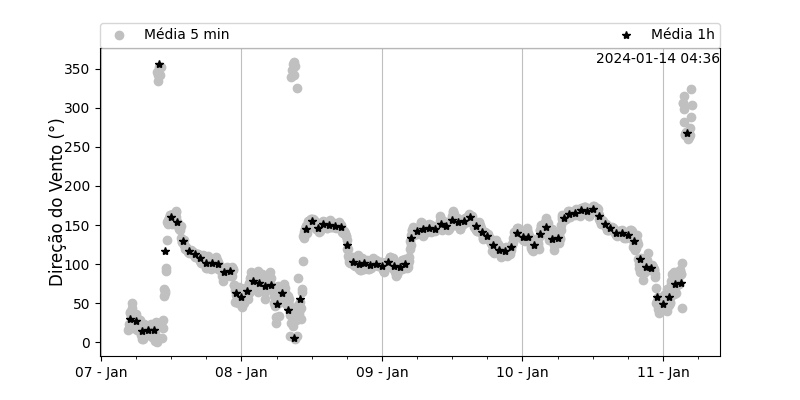 Média 5 min
Média 1h
2024-01-14 04:36
Direção do Vento (°)
350
300
250
200
150
100
50
0
07 - Jan
08 - Jan
09 - Jan
10 - Jan
11 - Jan